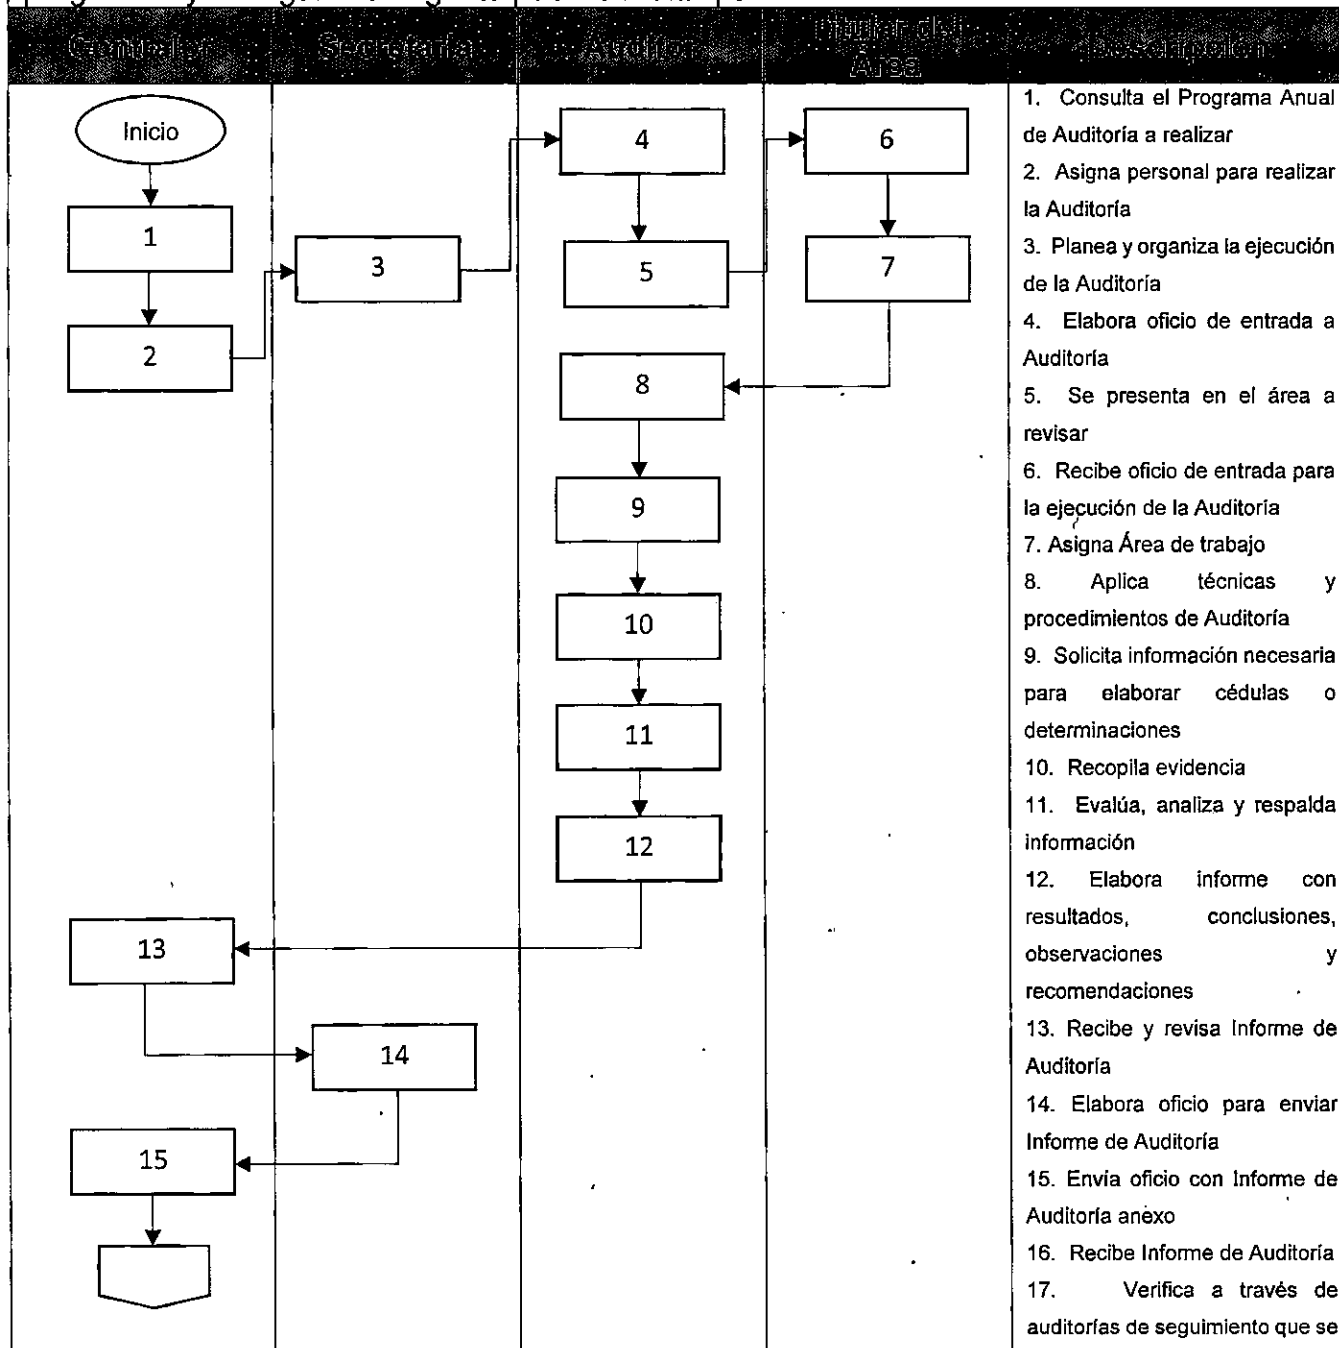 Contralor
Secretaria
Auditor
Titular del
Área
Descripción
Inicio
1
2
3
4
5
6
7
8
9
10
11
12
13
14
15
1. Consulta el Programa Anual
de Auditoría a realizar
2. Asigna personal para realizar
la Auditoría
3. Planea y organiza la ejecución
de la Auditoría
4. Elabora oficio de entrada a
Auditoría
5. Se presenta en el área a
revisar
6. Recibe oficio de entrada para
la ejecución de la Auditoría
7. Asigna Área de trabajo
8. Aplica técnicas y
procedimientos de Auditoría
9. Solicita información necesaria
para elaborar cédulas o
determinaciones
10. Recopila evidencia
11. Evalúa, analiza y respalda
información
12. Elabora informe con
resultados, conclusiones,
observaciones y
recomendaciones
13. Recibe y revisa Informe de
Auditoría
14. Elabora oficio para enviar
Informe de Auditoría
15. Envía oficio con Informe de
Auditoría anexo
16. Recibe Informe de Auditoría
17. Verifica a través de
auditorías de seguimiento que se